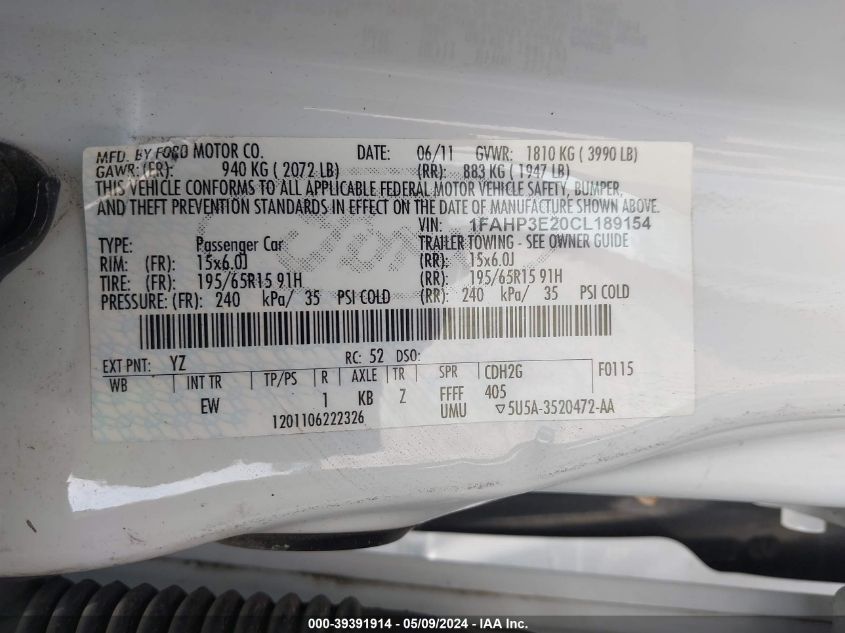 MFD. BY FORD MOTOR CO. DATE: 06/11 GVWR: 1810 KG ( 3990 LB)
GAWR: (FR): 940 KG ( 2072 LB) (RR): 883 KG ( 1947 LB)
THIS VEHICLE CONFORMS TO ALL APPLICABLE FEDERAL MOTOR VEHICLE SAFETY, BUMPER,
AND THEFT PREVENTION STANDARDS IN EFFECT ON THE DATE OF MANUFACTURE SHOWN ABOVE.
VIN: 1FAHP3E20CL189154
TYPE: Passenger Car TRAILER TOWING - SEE OWNER GUIDE
RIM: (FR): 15x6.0J (RR): 15x6.0J
TIRE: (FR): 195/65R15 91H (RR): 195/65R15 91H
PRESSURE: (FR): 240 kPa/ 35 PSI COLD (RR): 240 kPa/ 35 PSI COLD
EXT PNT: YZ RC: 52 DSO: F0115
WB INT TR TP/PS R AXLE TR SPR CDH2G
EW 1 KB Z FFFF 405
1201106222326 UMU ▽5U5A-3520472-AA
000-39391914 - 05/09/2024 - IAA Inc.